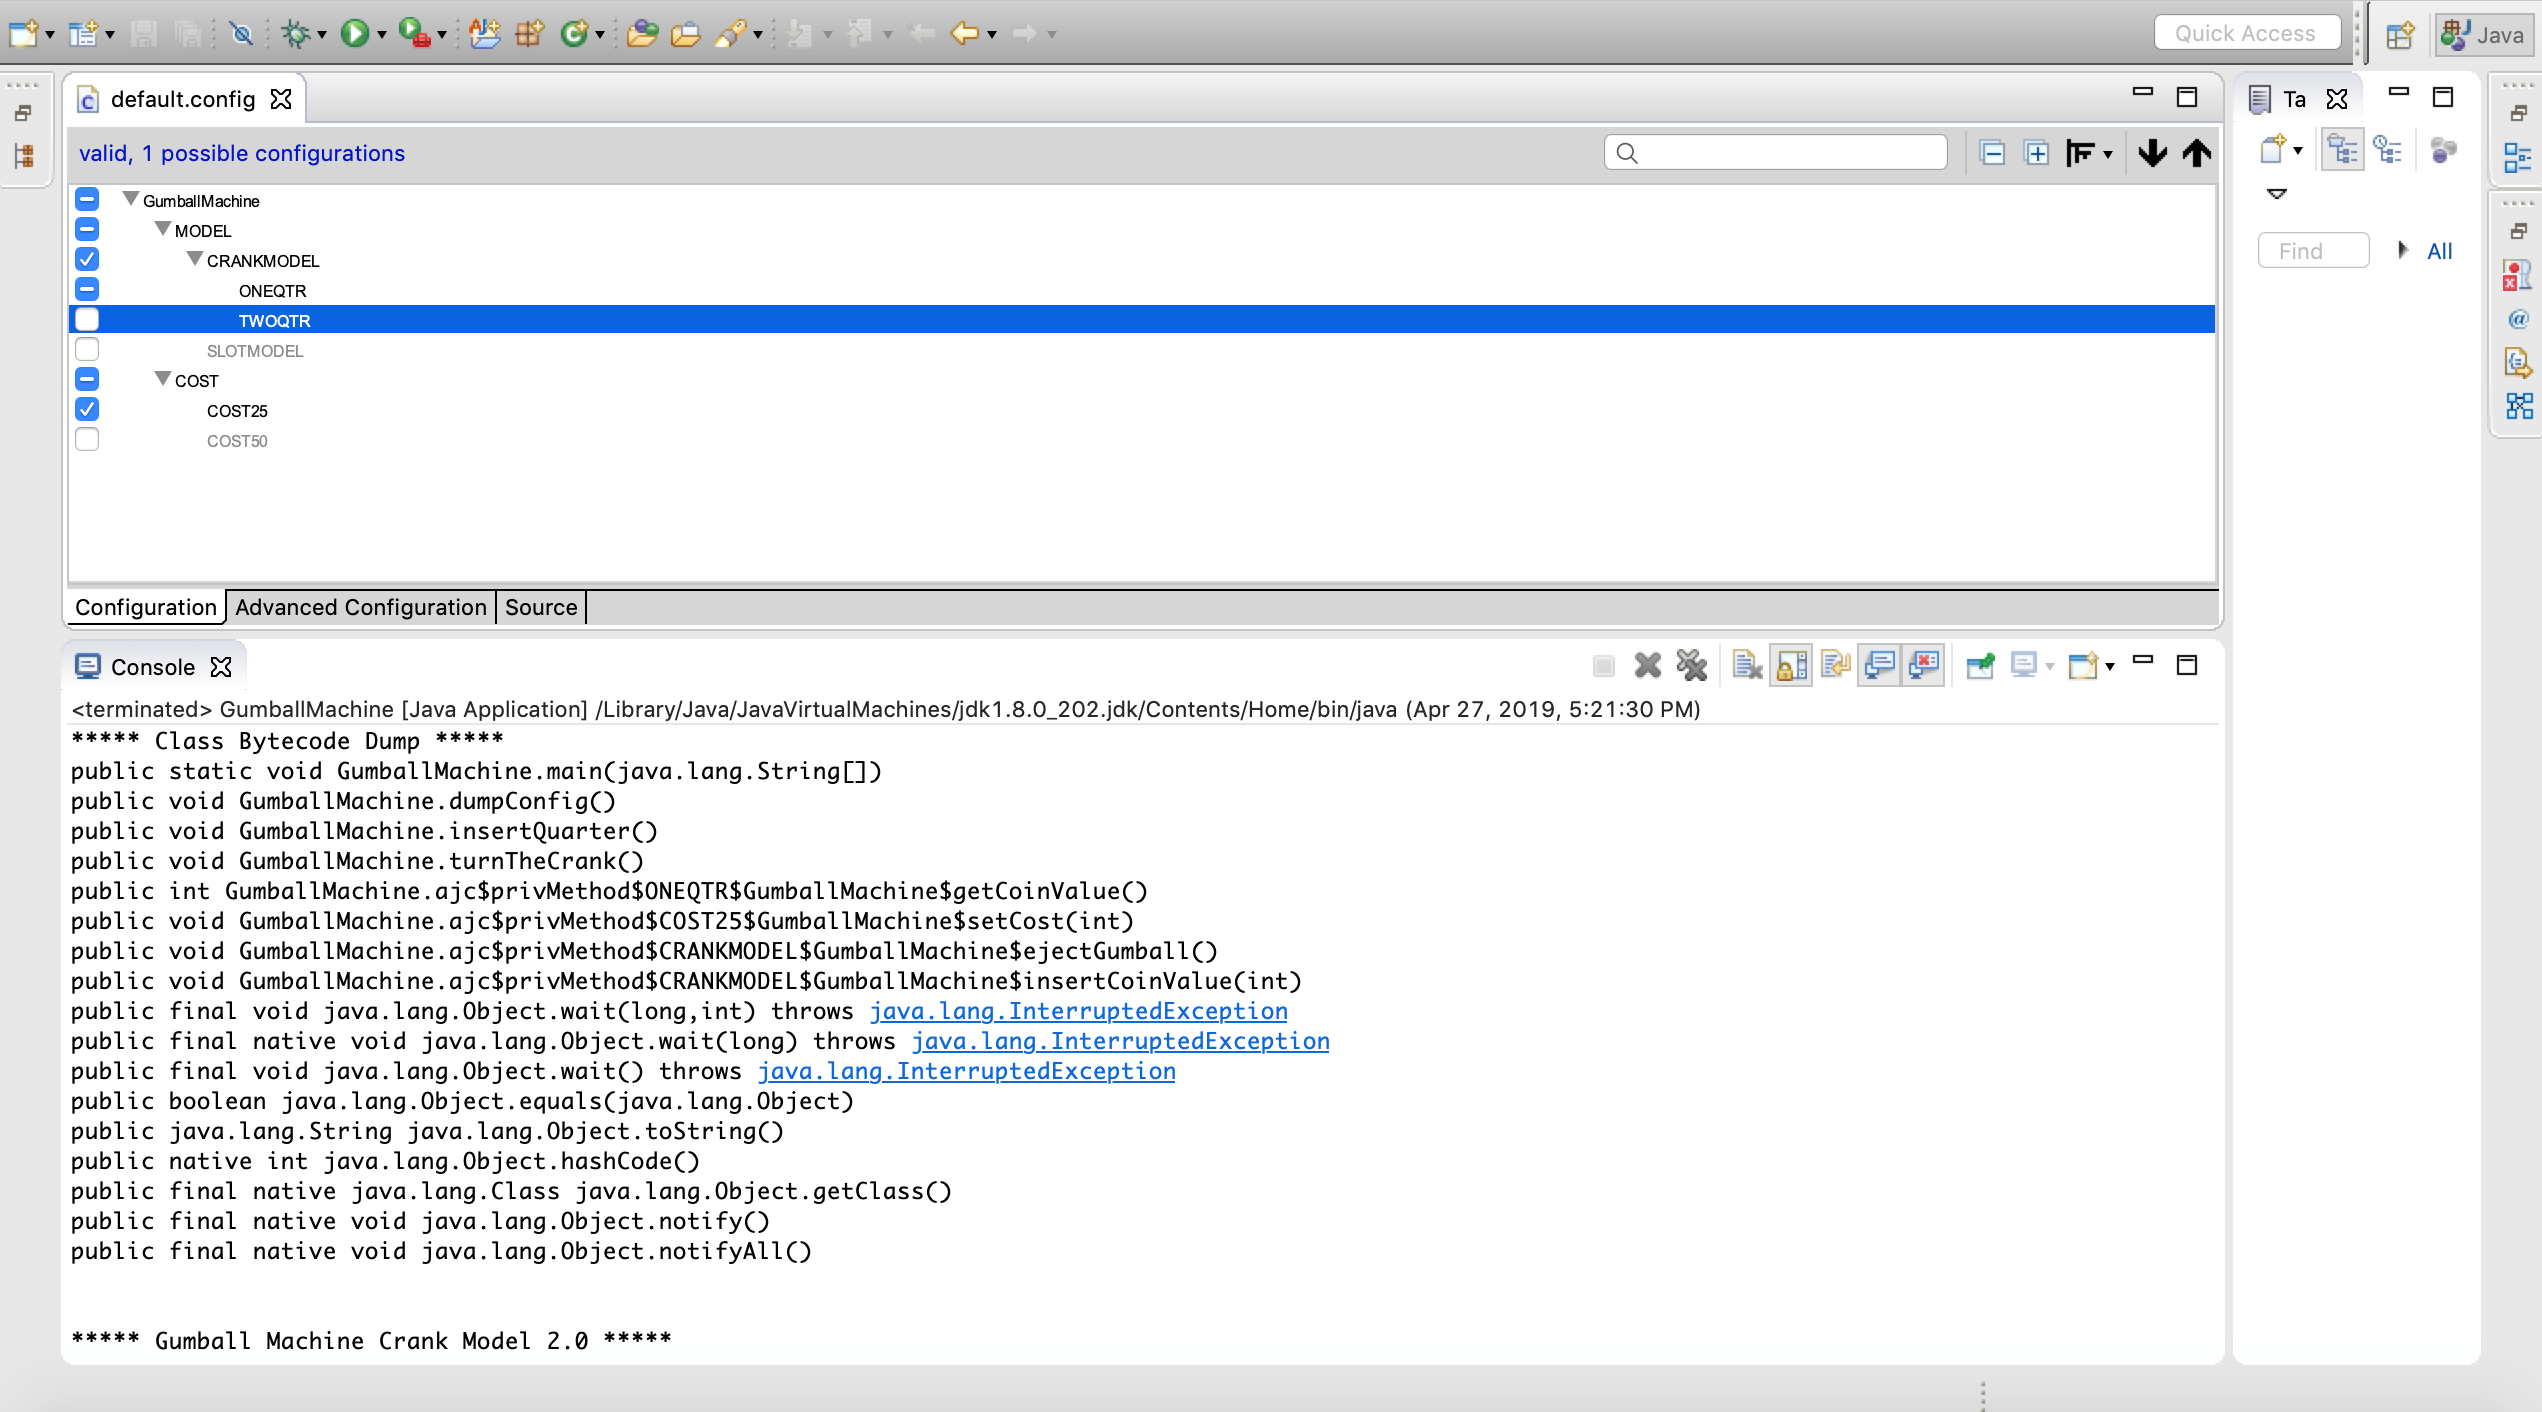 Quick Access
Java
default.config
Ta
valid, 1 possible configurations
GumballMachine
MODEL
CRANKMODEL
ONEQTR
TWOQTR
SLOTMODEL
COST
COST25
COST50
Find
All
Configuration
Advanced Configuration
Source
Console
<terminated> GumballMachine [Java Application] /Library/Java/JavaVirtualMachines/jdk1.8.0_202.jdk/Contents/Home/bin/java (Apr 27, 2019, 5:21:30 PM)
***** Class Bytecode Dump *****
public static void GumballMachine.main(java.lang.String[])
public void GumballMachine.dumpConfig()
public void GumballMachine.insertQuarter()
public void GumballMachine.turnTheCrank()
public int GumballMachine.ajc$privMethod$ONEQTR$GumballMachine$getCoinValue()
public void GumballMachine.ajc$privMethod$COST25$GumballMachine$setCost(int)
public void GumballMachine.ajc$privMethod$CRANKMODEL$GumballMachine$ejectGumball()
public void GumballMachine.ajc$privMethod$CRANKMODEL$GumballMachine$insertCoinValue(int)
public final void java.lang.Object.wait(long,int) throws java.lang.InterruptedException
public final native void java.lang.Object.wait(long) throws java.lang.InterruptedException
public final void java.lang.Object.wait() throws java.lang.InterruptedException
public boolean java.lang.Object.equals(java.lang.Object)
public java.lang.String java.lang.Object.toString()
public native int java.lang.Object.hashCode()
public final native java.lang.Class java.lang.Object.getClass()
public final native void java.lang.Object.notify()
public final native void java.lang.Object.notifyAll()
***** Gumball Machine Crank Model 2.0 *****